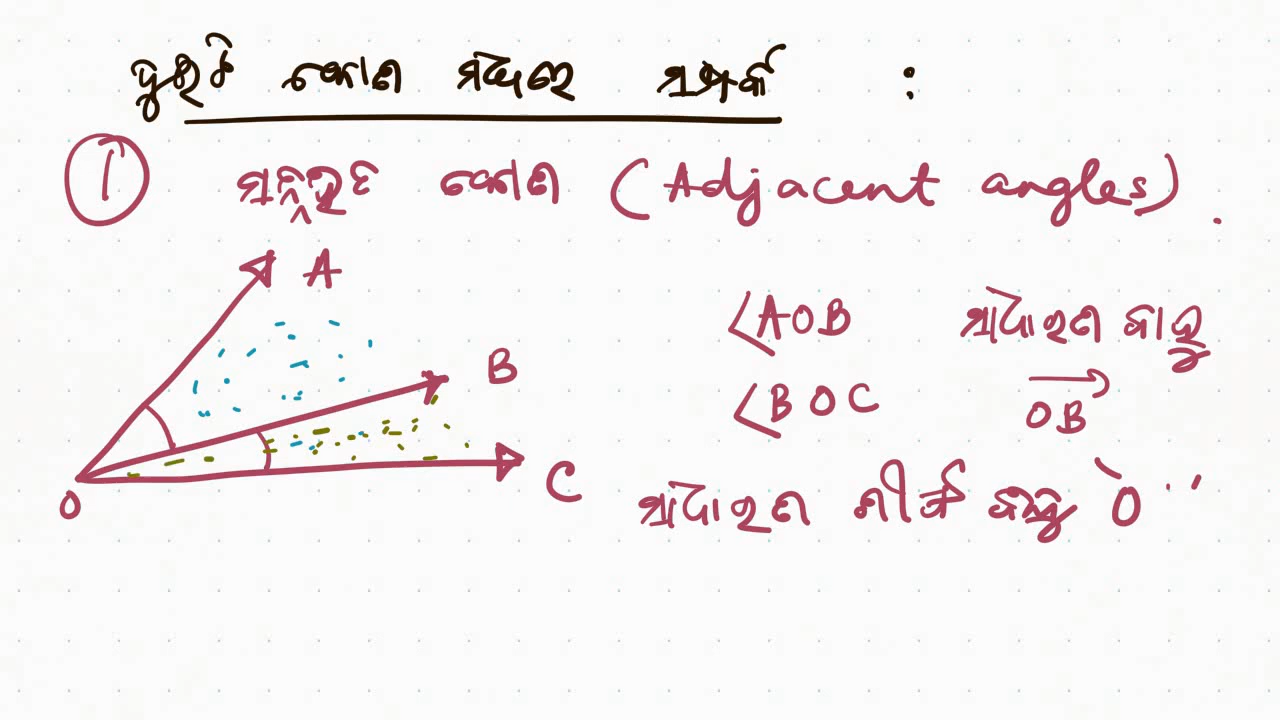 ଦୁଇଟି କୋଣ ମଧ୍ୟରେ ସମ୍ପର୍କ :
① ସନ୍ନିହିତ କୋଣ (Adjacent angles) .
A
∠AOB ସାଧାରଣ ବାହୁ
B
∠BOC OB→
O C
ସାଧାରଣ ଶୀର୍ଷ ବିନ୍ଦୁ 'O'